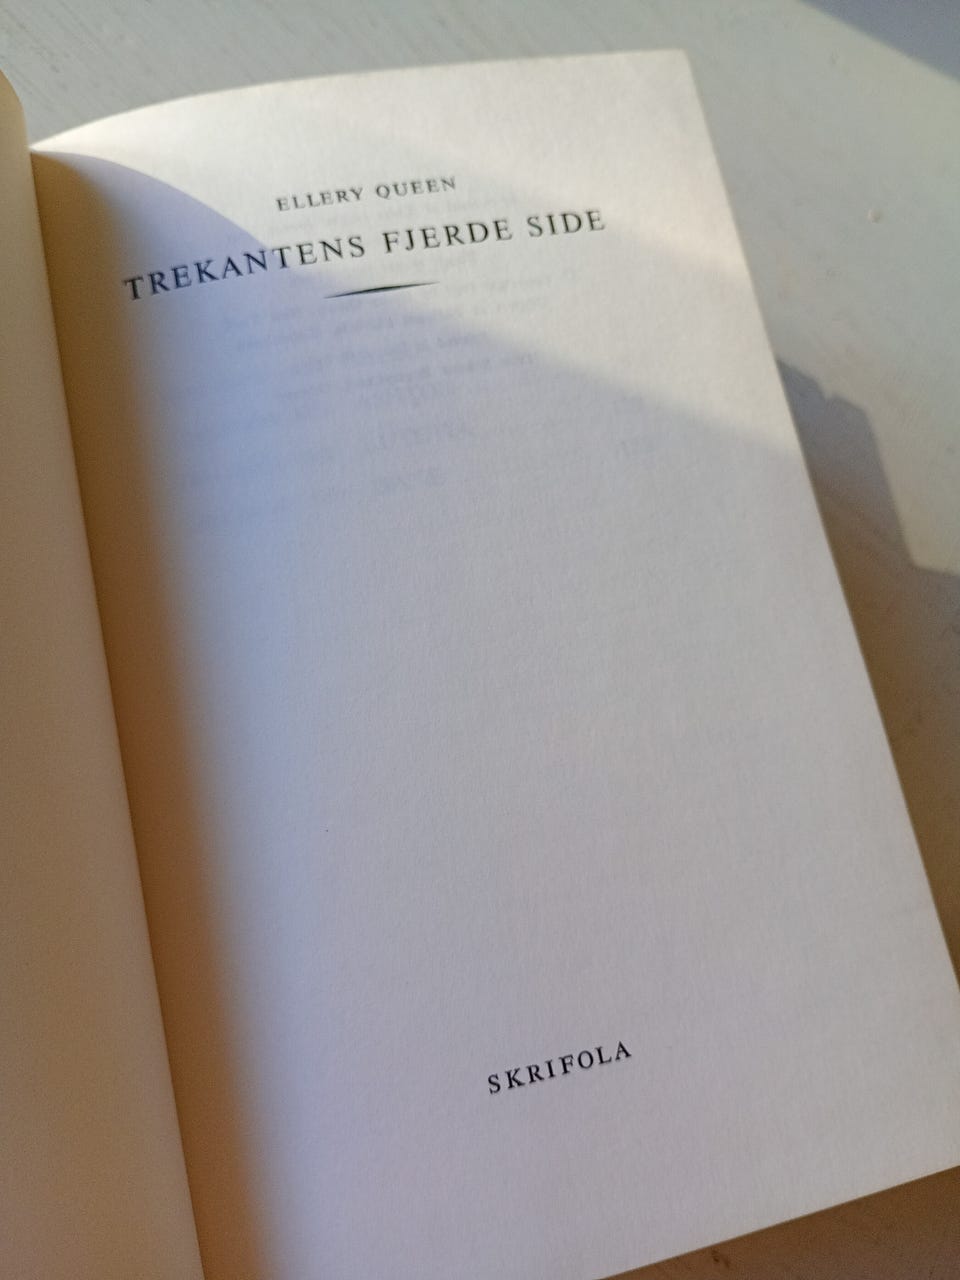 ELLERY QUEEN
TREKANTENS FJERDE SIDE
SKRIFOLA